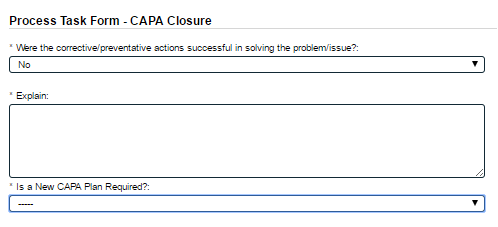 Process Task Form - CAPA Closure
* Were the corrective/preventative actions successful in solving the problem/issue?:
No
* Explain:
* Is a New CAPA Plan Required?:
-----